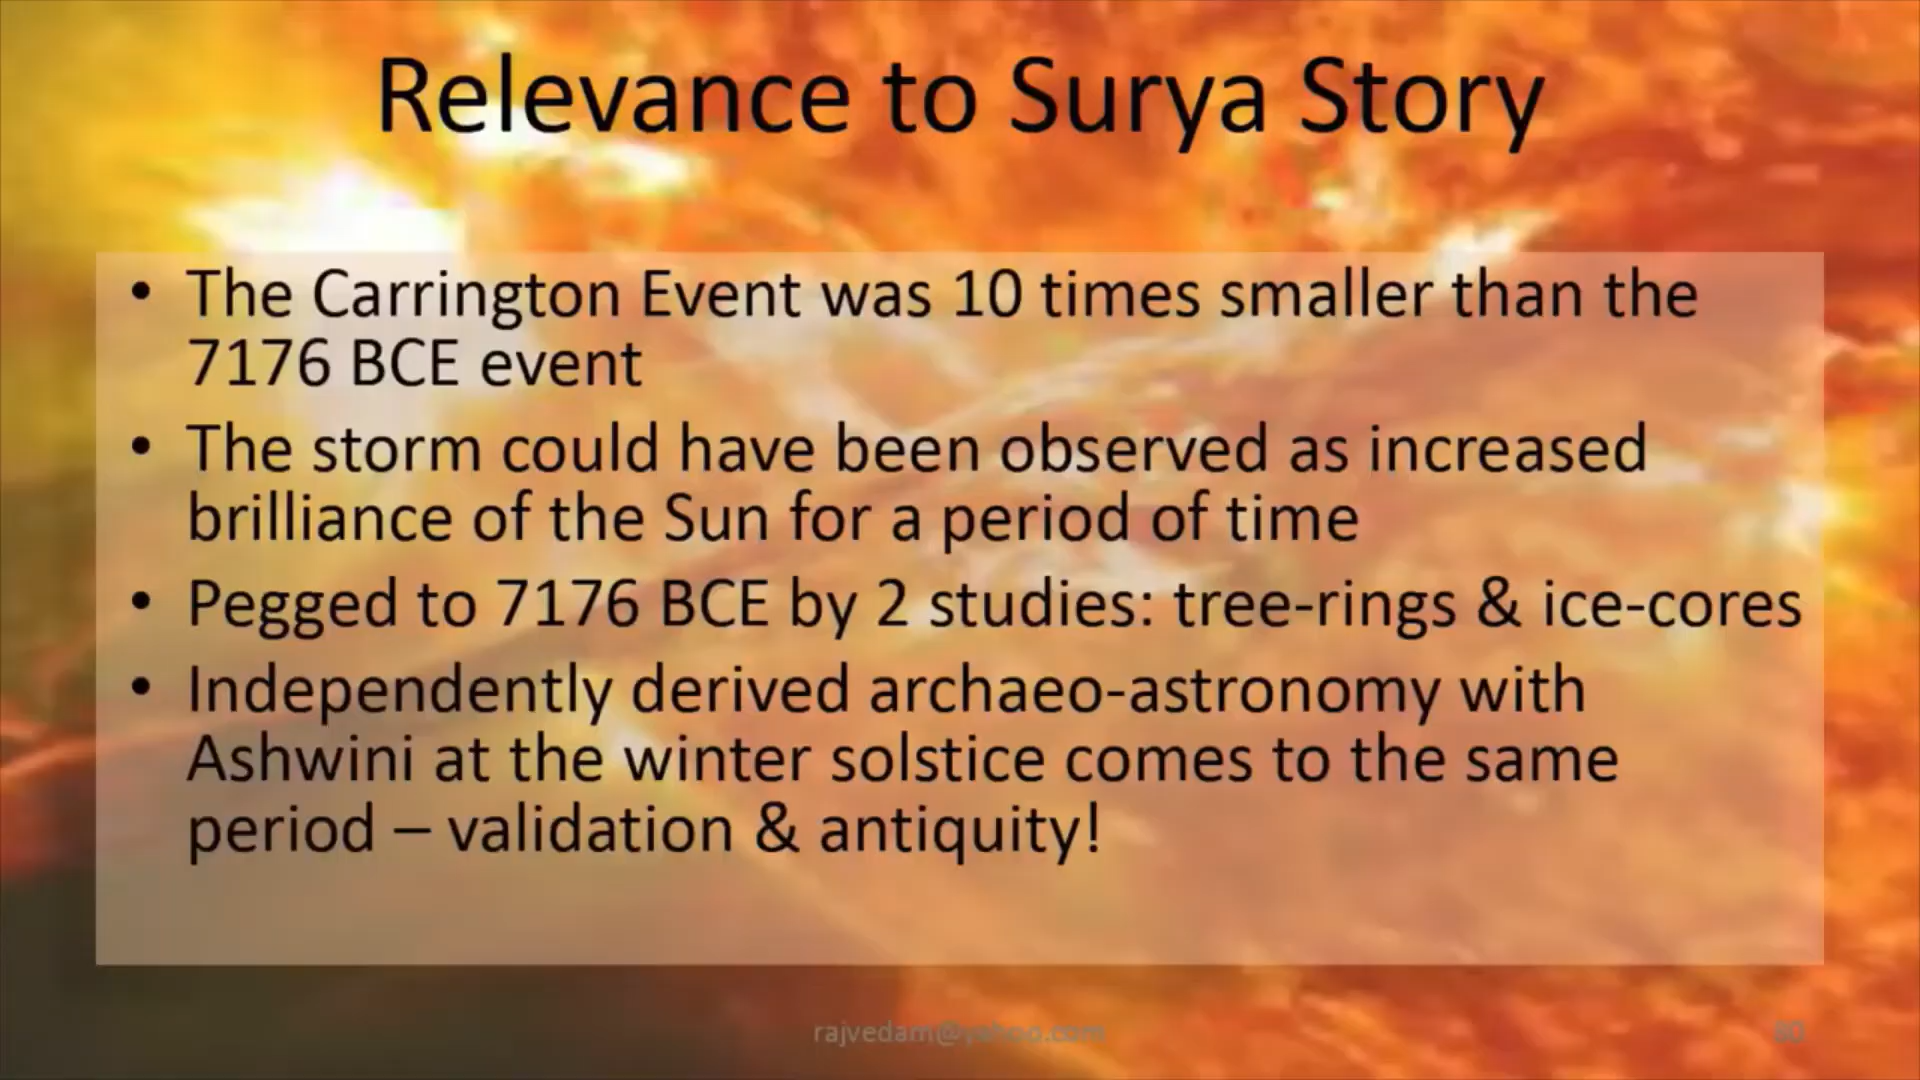 Relevance to Surya Story
• The Carrington Event was 10 times smaller than the
7176 BCE event
• The storm could have been observed as increased
brilliance of the Sun for a period of time
• Pegged to 7176 BCE by 2 studies: tree-rings & ice-cores
• Independently derived archaeo-astronomy with
Ashwini at the winter solstice comes to the same
period – validation & antiquity!
rajvedam@yahoo.com